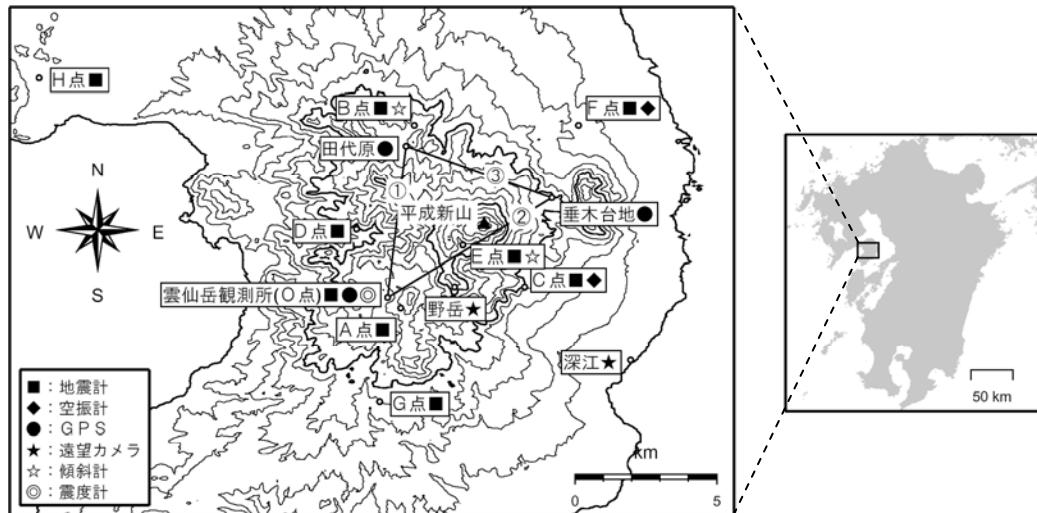 H点■
B点■☆
F点■◆
田代原●
N
W
E
S
①
③
平成新山
②
垂木台地●
D点■
E点■☆
雲仙岳観測所(O点)■●◎
C点■◆
野岳★
A点■
深江★
G点■
■：地震計
◆：空振計
●：GPS
★：遠望カメラ
☆：傾斜計
◎：震度計
km
0
5
50 km